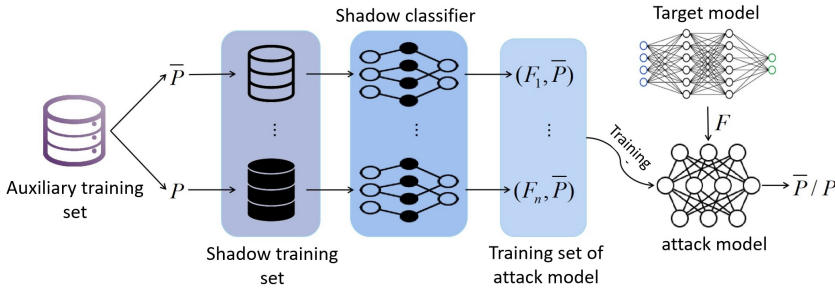 Shadow classifier
Target model
P̅
(F₁, P̅)
⋮
⋮
⋮
F
Training
Auxiliary training
set
P
(Fₙ, P̅)
P̅ / P
Shadow training
set
Training set of
attack model
attack model